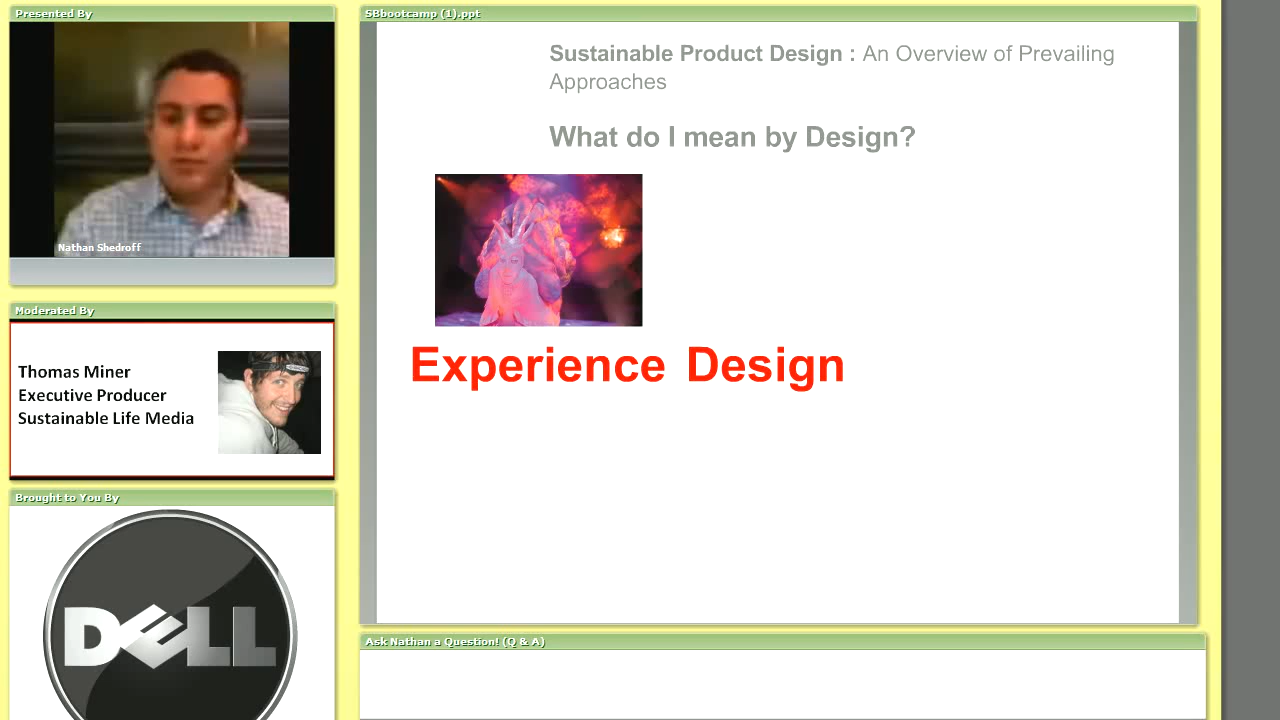 Presented By
Nathan Shedroff
Moderated By
Thomas Miner
Executive Producer
Sustainable Life Media
Brought to You By
DELL
SBbootcamp (1).ppt
Sustainable Product Design : An Overview of Prevailing
Approaches
What do I mean by Design?
Experience Design
Ask Nathan a Question! (Q & A)